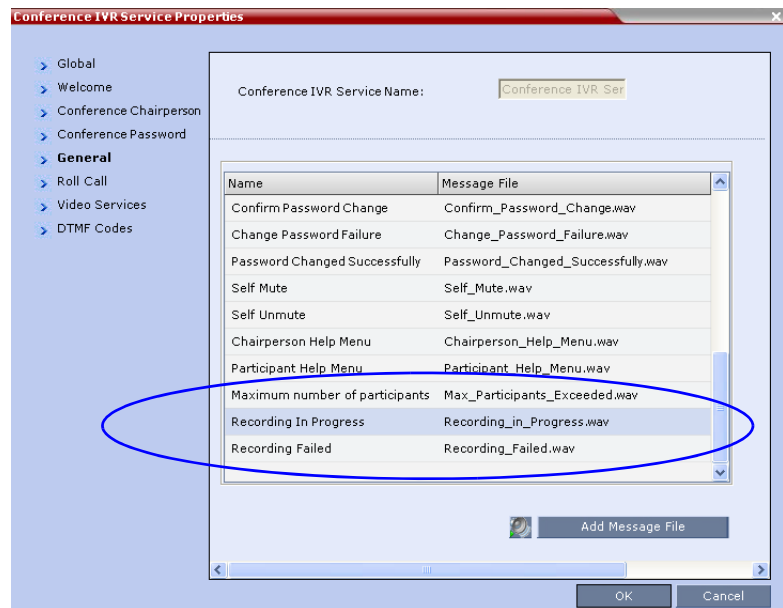 Conference IVR Service Properties
Global
Welcome
Conference Chairperson
Conference Password
General
Roll Call
Video Services
DTMF Codes
Conference IVR Service Name: Conference IVR Ser
Name Message File
Confirm Password Change Confirm_Password_Change.wav
Change Password Failure Change_Password_Failure.wav
Password Changed Successfully Password_Changed_Successfully.wav
Self Mute Self_Mute.wav
Self Unmute Self_Unmute.wav
Chairperson Help Menu Chairperson_Help_Menu.wav
Participant Help Menu Participant_Help_Menu.wav
Maximum number of participants Max_Participants_Exceeded.wav
Recording In Progress Recording_in_Progress.wav
Recording Failed Recording_Failed.wav
Add Message File
OK Cancel